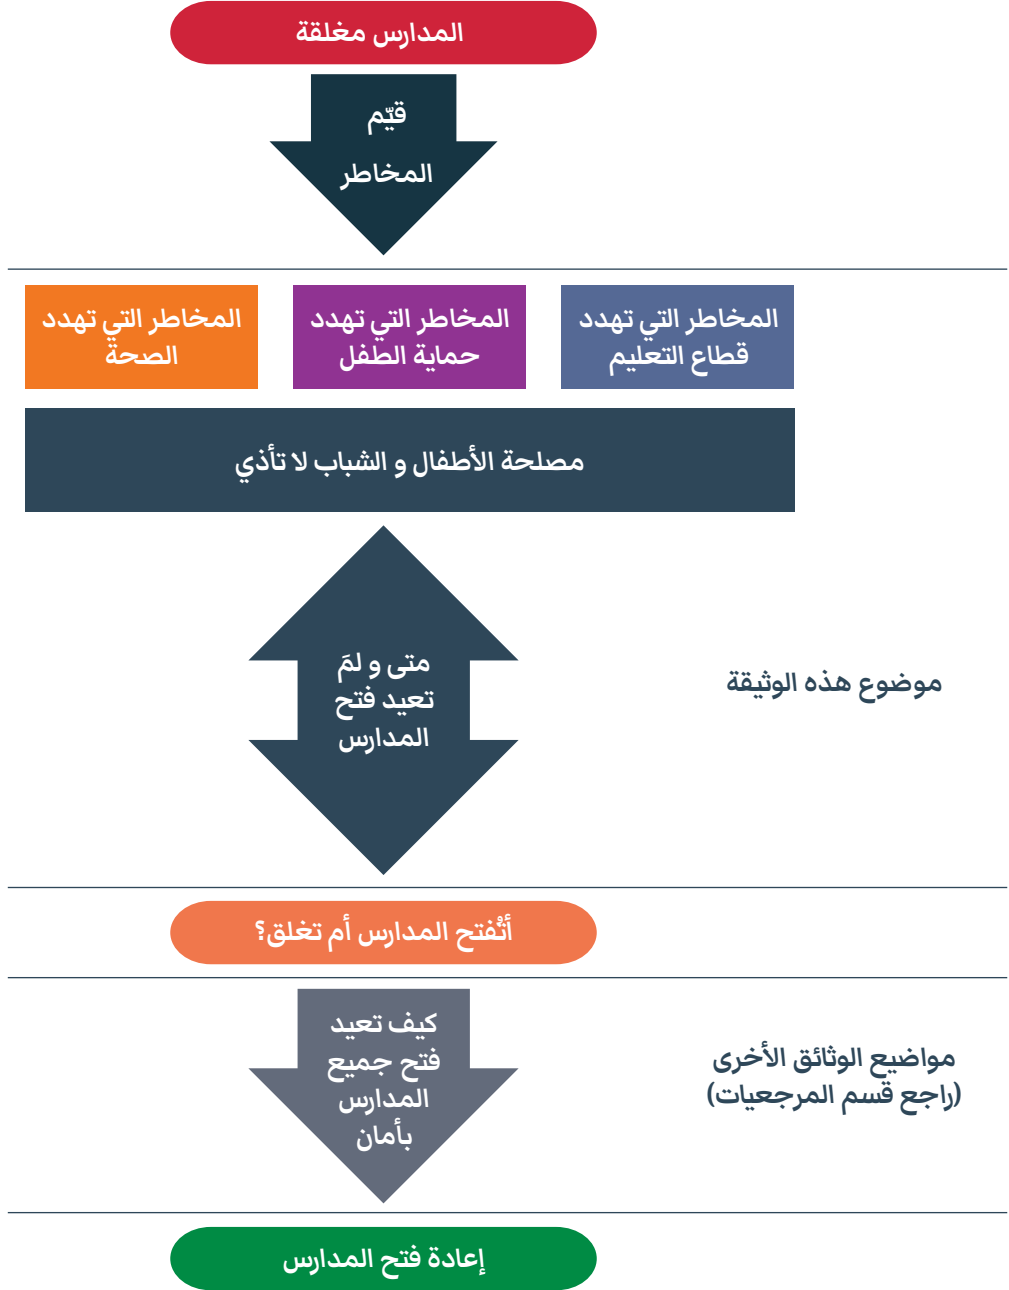 المدارس مغلقة
قيّم
المخاطر
المخاطر التي تهدد
قطاع التعليم
المخاطر التي تهدد
حماية الطفل
المخاطر التي تهدد
الصحة
مصلحة الأطفال و الشباب لا تأذي
متى و لمَ
تعيد فتح
المدارس
موضوع هذه الوثيقة
أتُفتح المدارس أم تغلق؟
كيف تعيد
فتح جميع
المدارس
بأمان
مواضيع الوثائق الأخرى
(راجع قسم المرجعيات)
إعادة فتح المدارس